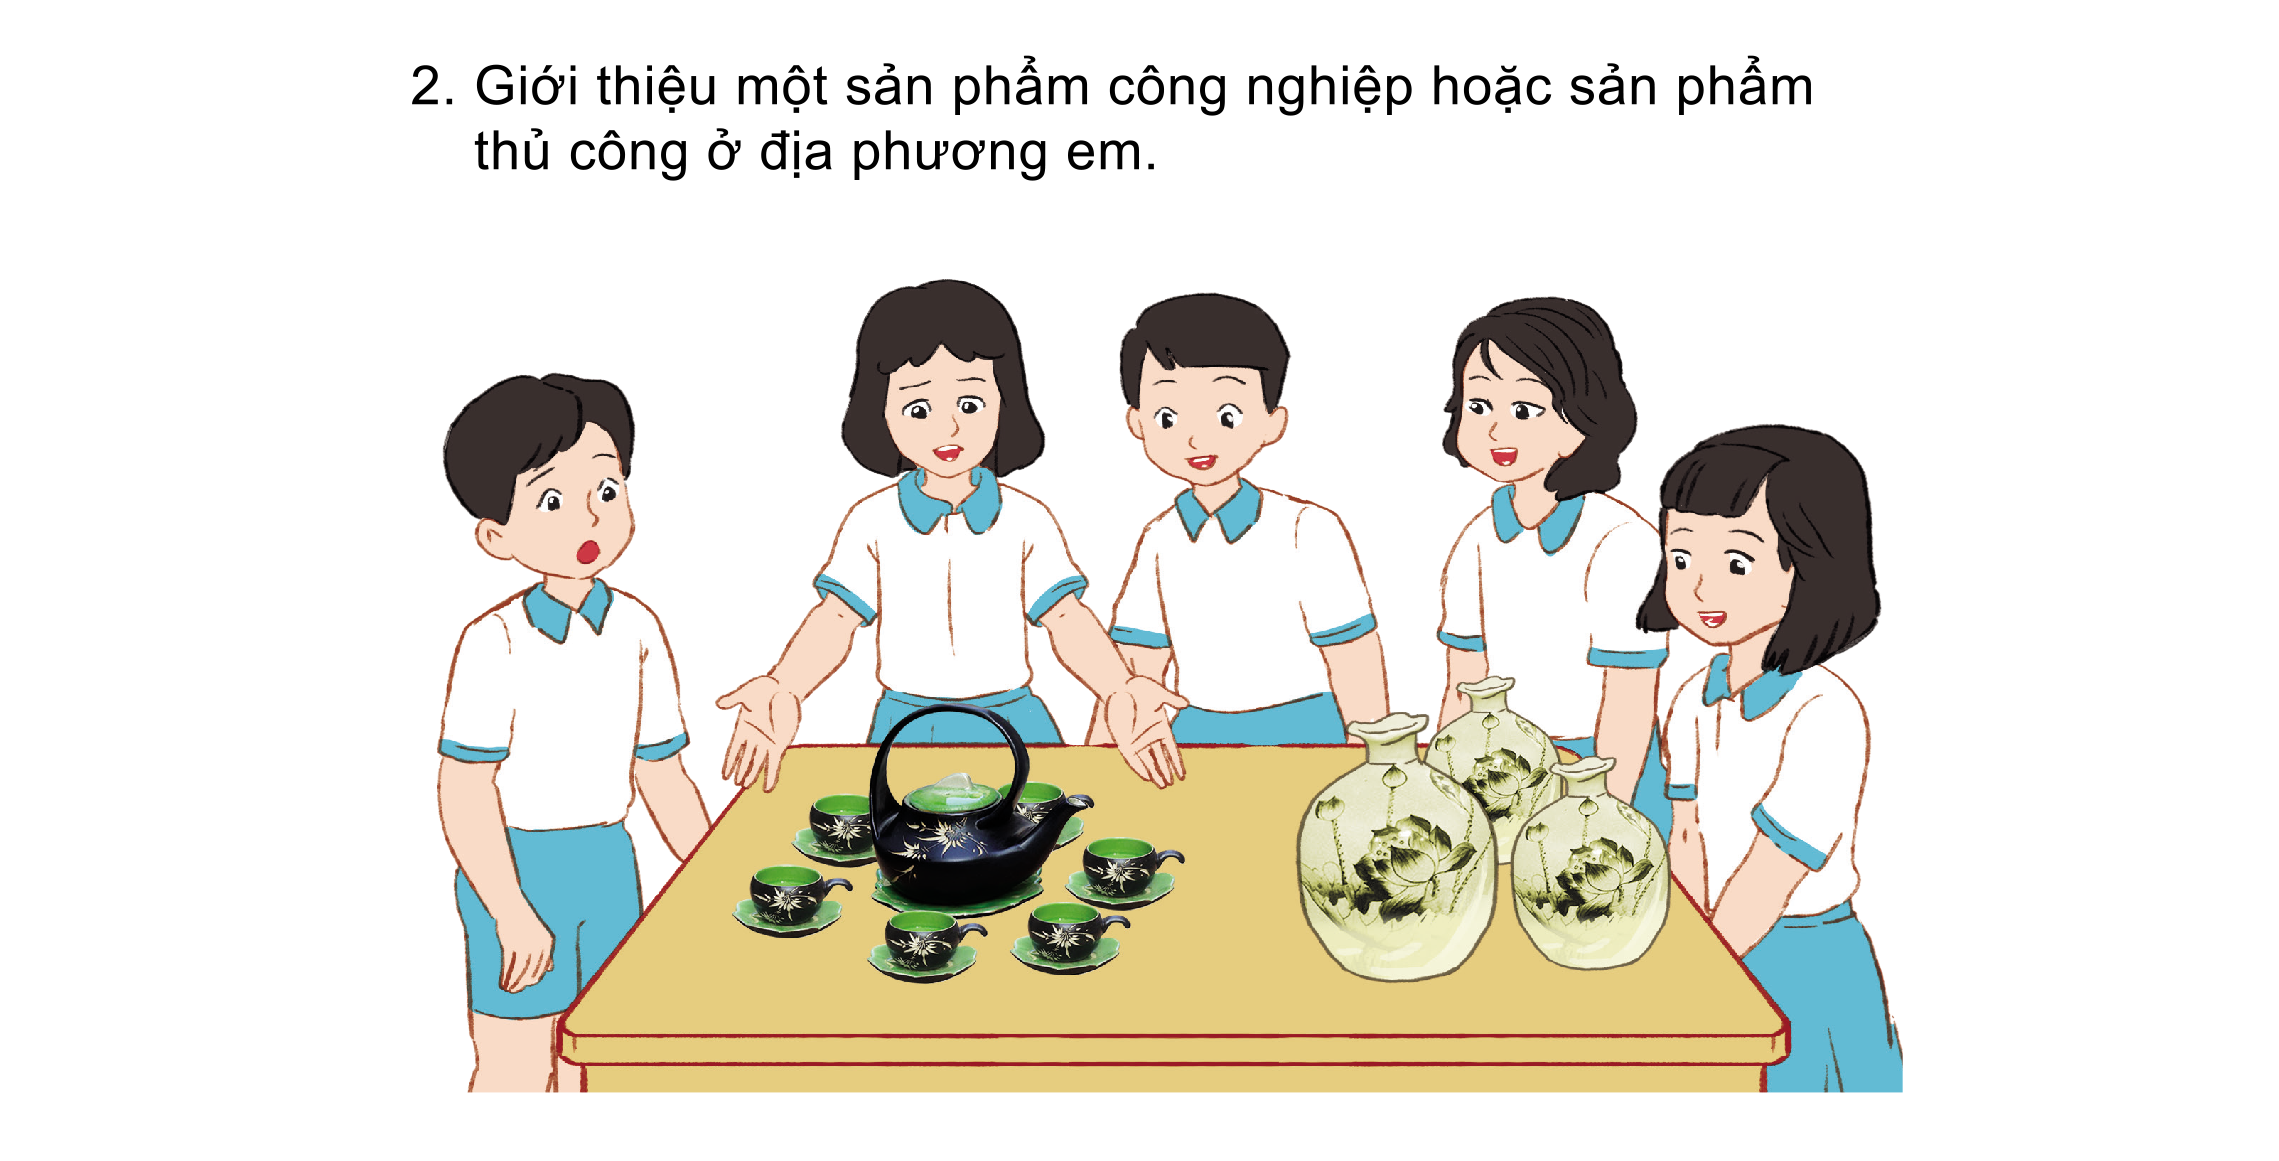 2. Giới thiệu một sản phẩm công nghiệp hoặc sản phẩm
thủ công ở địa phương em.